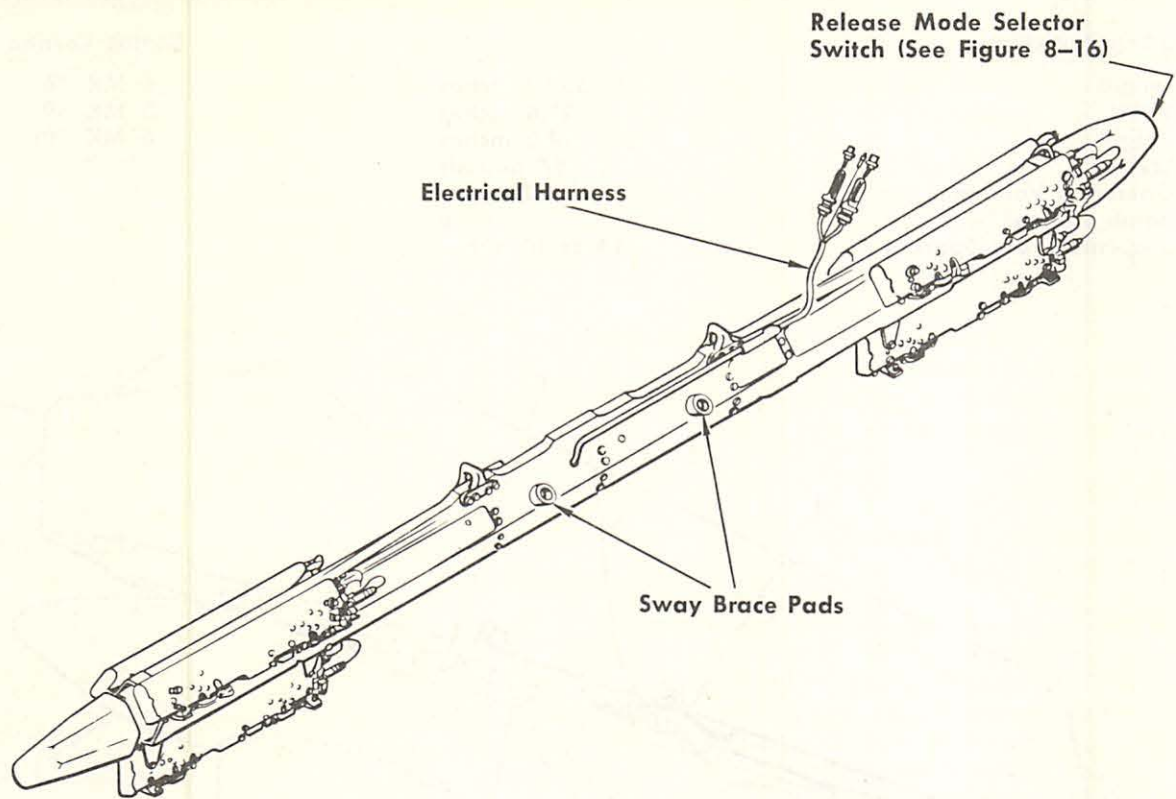 Release Mode Selector
Switch (See Figure 8–16)
Electrical Harness
Sway Brace Pads